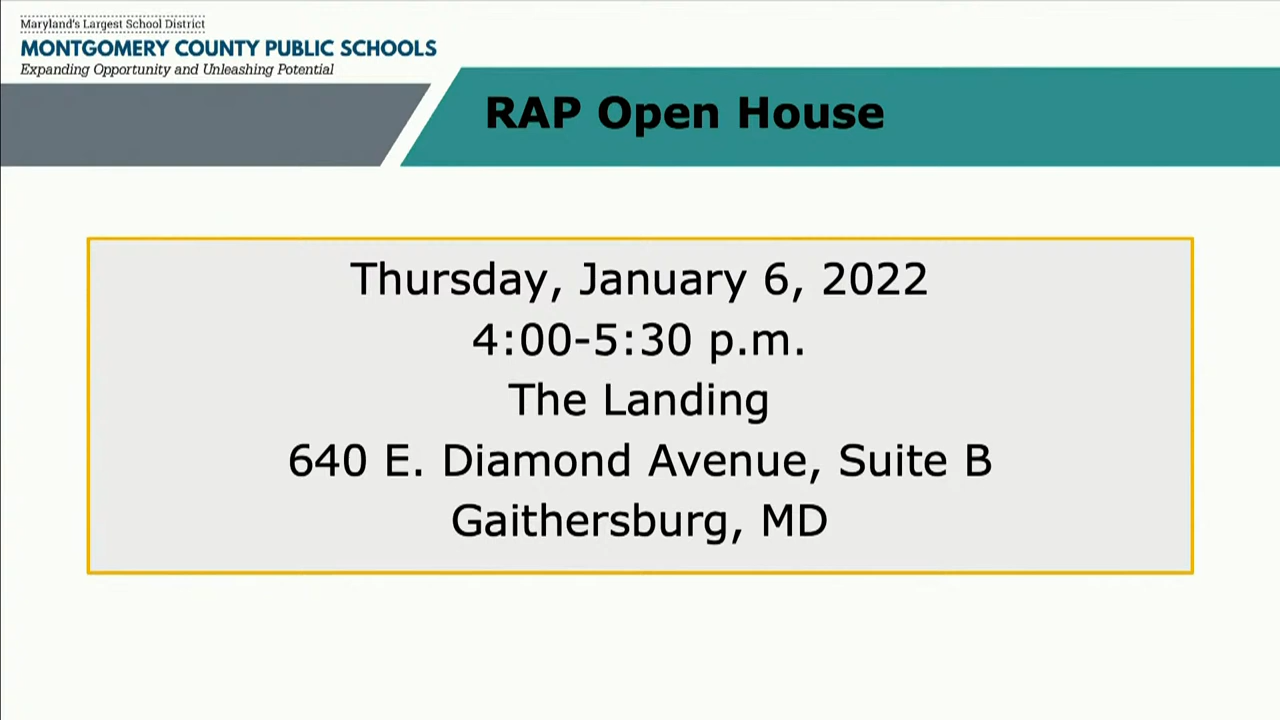 Maryland's Largest School District
MONTGOMERY COUNTY PUBLIC SCHOOLS
Expanding Opportunity and Unleashing Potential
RAP Open House
Thursday, January 6, 2022
4:00-5:30 p.m.
The Landing
640 E. Diamond Avenue, Suite B
Gaithersburg, MD